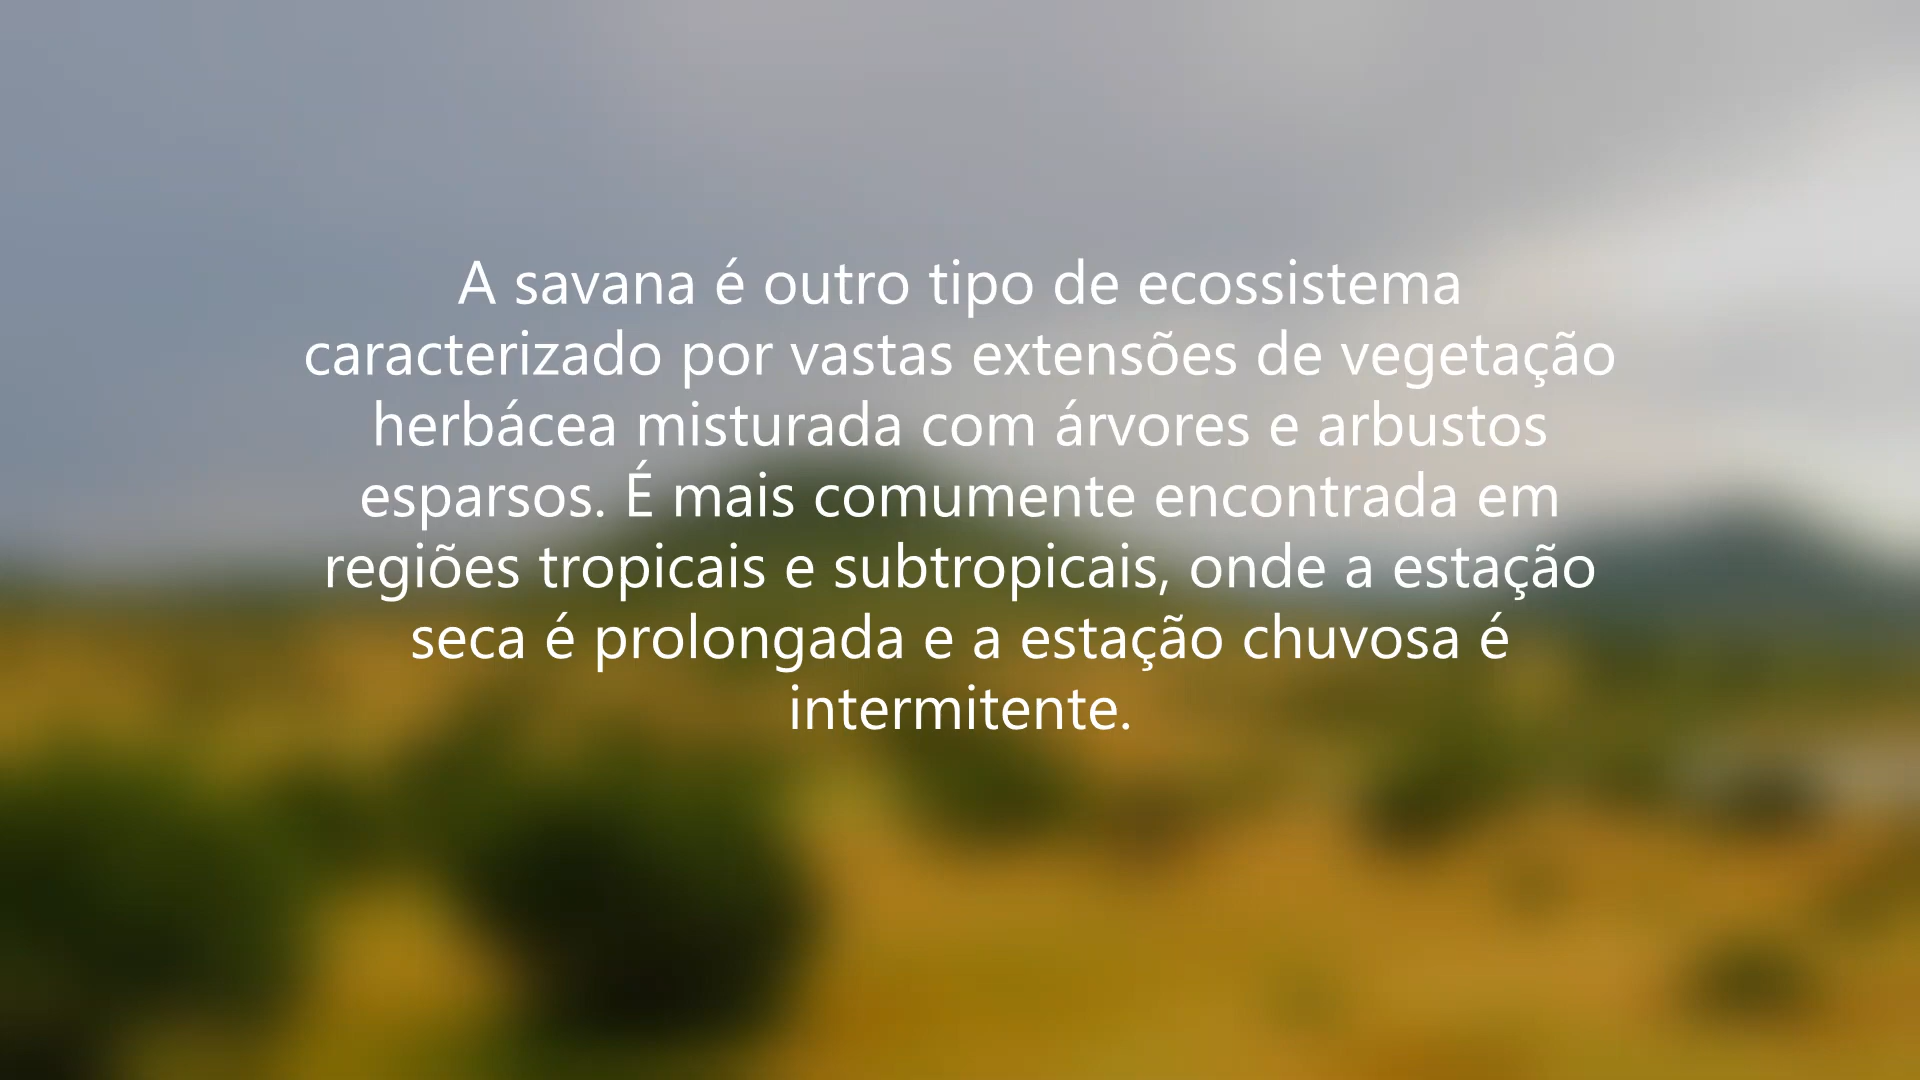 A savana é outro tipo de ecossistema
caracterizado por vastas extensões de vegetação
herbácea misturada com árvores e arbustos
esparsos. É mais comumente encontrada em
regiões tropicais e subtropicais, onde a estação
seca é prolongada e a estação chuvosa é
intermitente.